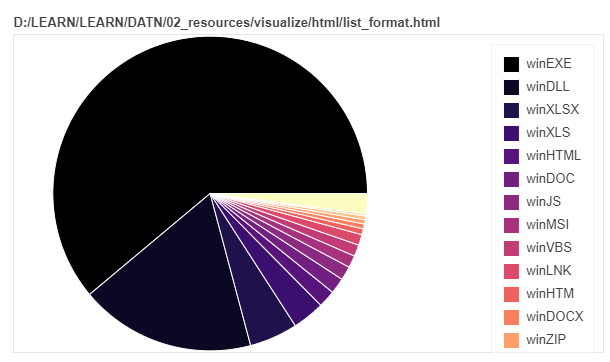 D:/LEARN/LEARN/DATN/02_resources/visualize/html/list_format.html
winEXE
winDLL
winXLSX
winXLS
winHTML
winDOC
winJS
winMSI
winVBS
winLNK
winHTM
winDOCX
winZIP